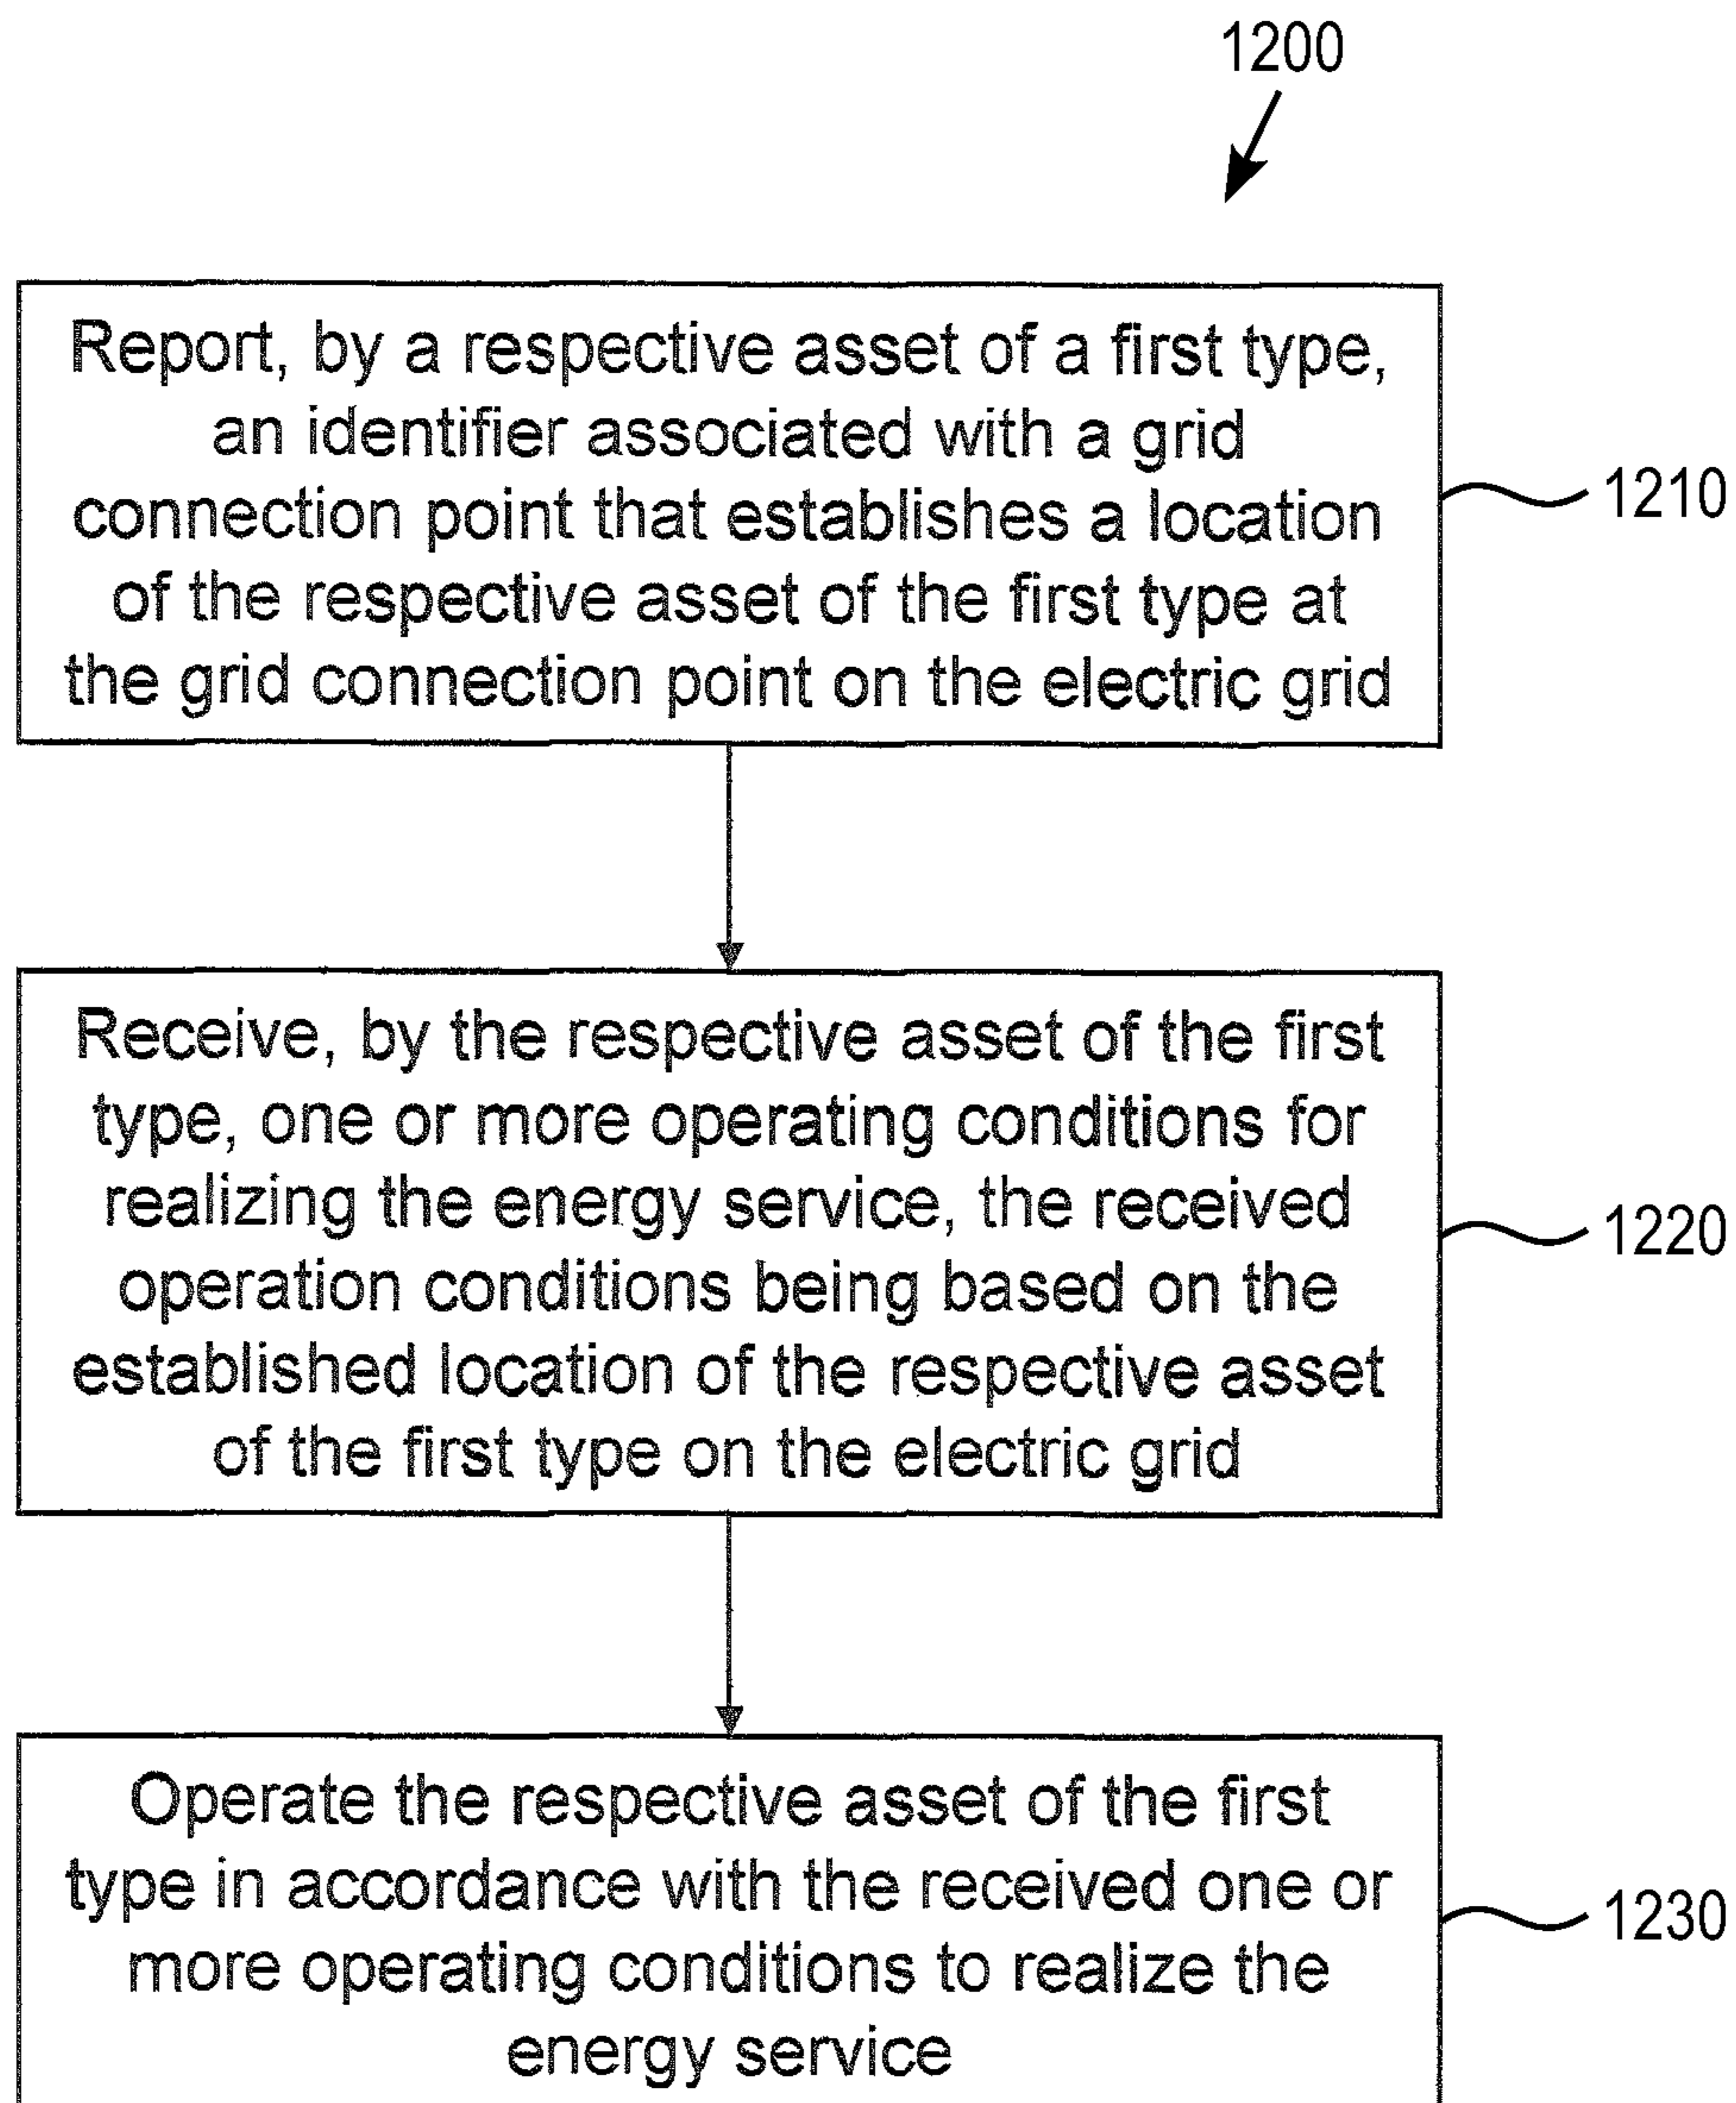 1200
Report, by a respective asset of a first type,
an identifier associated with a grid
connection point that establishes a location
of the respective asset of the first type at
the grid connection point on the electric grid
1210
Receive, by the respective asset of the first
type, one or more operating conditions for
realizing the energy service, the received
operation conditions being based on the
established location of the respective asset
of the first type on the electric grid
1220
Operate the respective asset of the first
type in accordance with the received one or
more operating conditions to realize the
energy service
1230